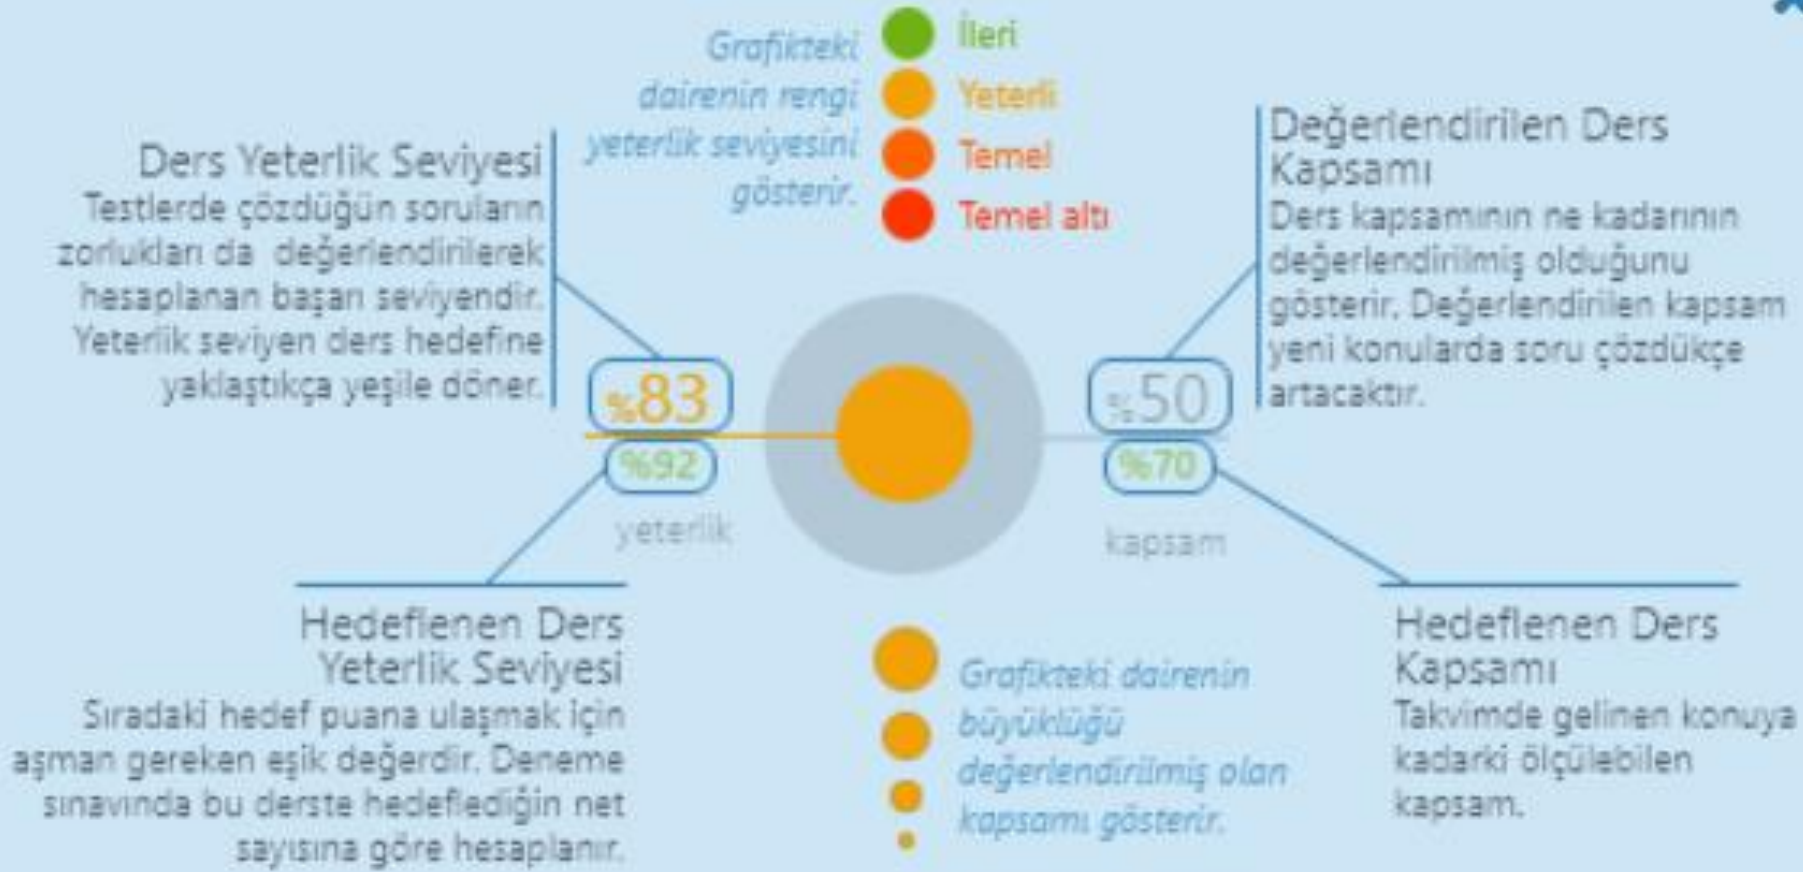 Grafikteki
dairenin rengi
yeterlik seviyesini
gösterir.
İleri
Yeterli
Temel
Temel altı
Ders Yeterlik Seviyesi
Testlerde çözdüğün soruların
zorlukları da değerlendirilerek
hesaplanan başarı seviyendir.
Yeterlik seviyen ders hedefine
yaklaştıkça yeşile döner.
Değerlendirilen Ders
Kapsamı
Ders kapsamının ne kadarının
değerlendirilmiş olduğunu
gösterir. Değerlendirilen kapsam
yeni konularda soru çözdükçe
artacaktır.
%83
%92
yeterlik
%50
%70
kapsam
Hedeflenen Ders
Yeterlik Seviyesi
Sıradaki hedef puana ulaşmak için
aşman gereken eşik değerdir. Deneme
sınavında bu derste hedeflediğin net
sayısına göre hesaplanır.
Grafikteki dairenin
büyüklüğü
değerlendirilmiş olan
kapsamı gösterir.
Hedeflenen Ders
Kapsamı
Takvimde gelinen konuya
kadarki ölçülebilen
kapsam.